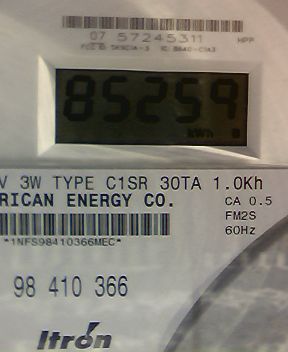 07 57245311 HPP
85259
kWh
V 3W TYPE C1SR 30TA 1.0Kh
RICAN ENERGY CO. CA 0.5
FM2S
60Hz
*1NFS98410366MEC*
98 410 366
Itron